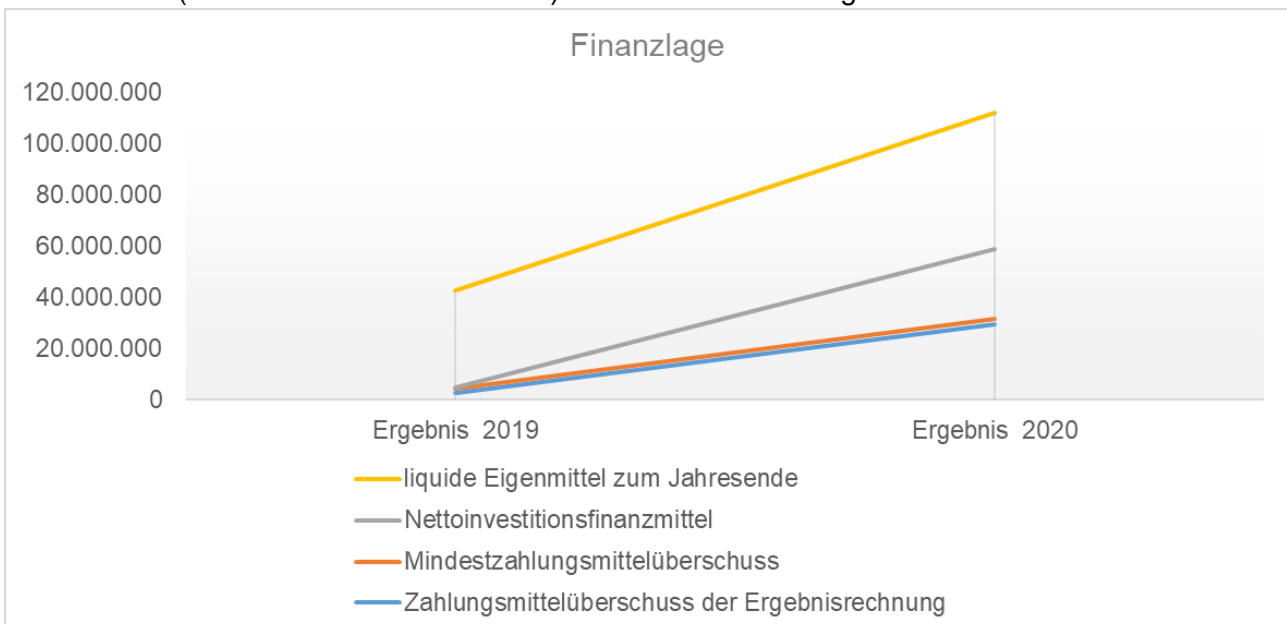 Finanzlage
120.000.000
100.000.000
80.000.000
60.000.000
40.000.000
20.000.000
0
Ergebnis 2019 Ergebnis 2020
liquide Eigenmittel zum Jahresende
Nettoinvestitionsfinanzmittel
Mindestzahlungsmittelüberschuss
Zahlungsmittelüberschuss der Ergebnisrechnung